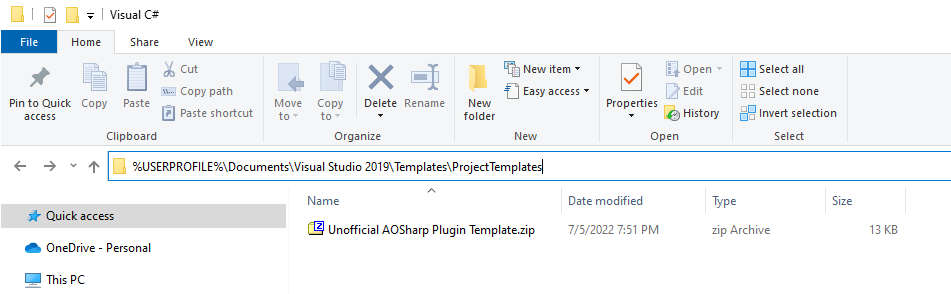 Visual C#
File Home Share View
Pin to Quick access
Copy
Paste
Cut
Copy path
Paste shortcut
Clipboard
Move to
Copy to
Delete
Rename
Organize
New folder
New item
Easy access
New
Properties
Open
Edit
History
Open
Select all
Select none
Invert selection
Select
%USERPROFILE%\Documents\Visual Studio 2019\Templates\ProjectTemplates
Name Date modified Type Size
Quick access
Unofficial AOSharp Plugin Template.zip 7/5/2022 7:51 PM zip Archive 13 KB
OneDrive - Personal
This PC